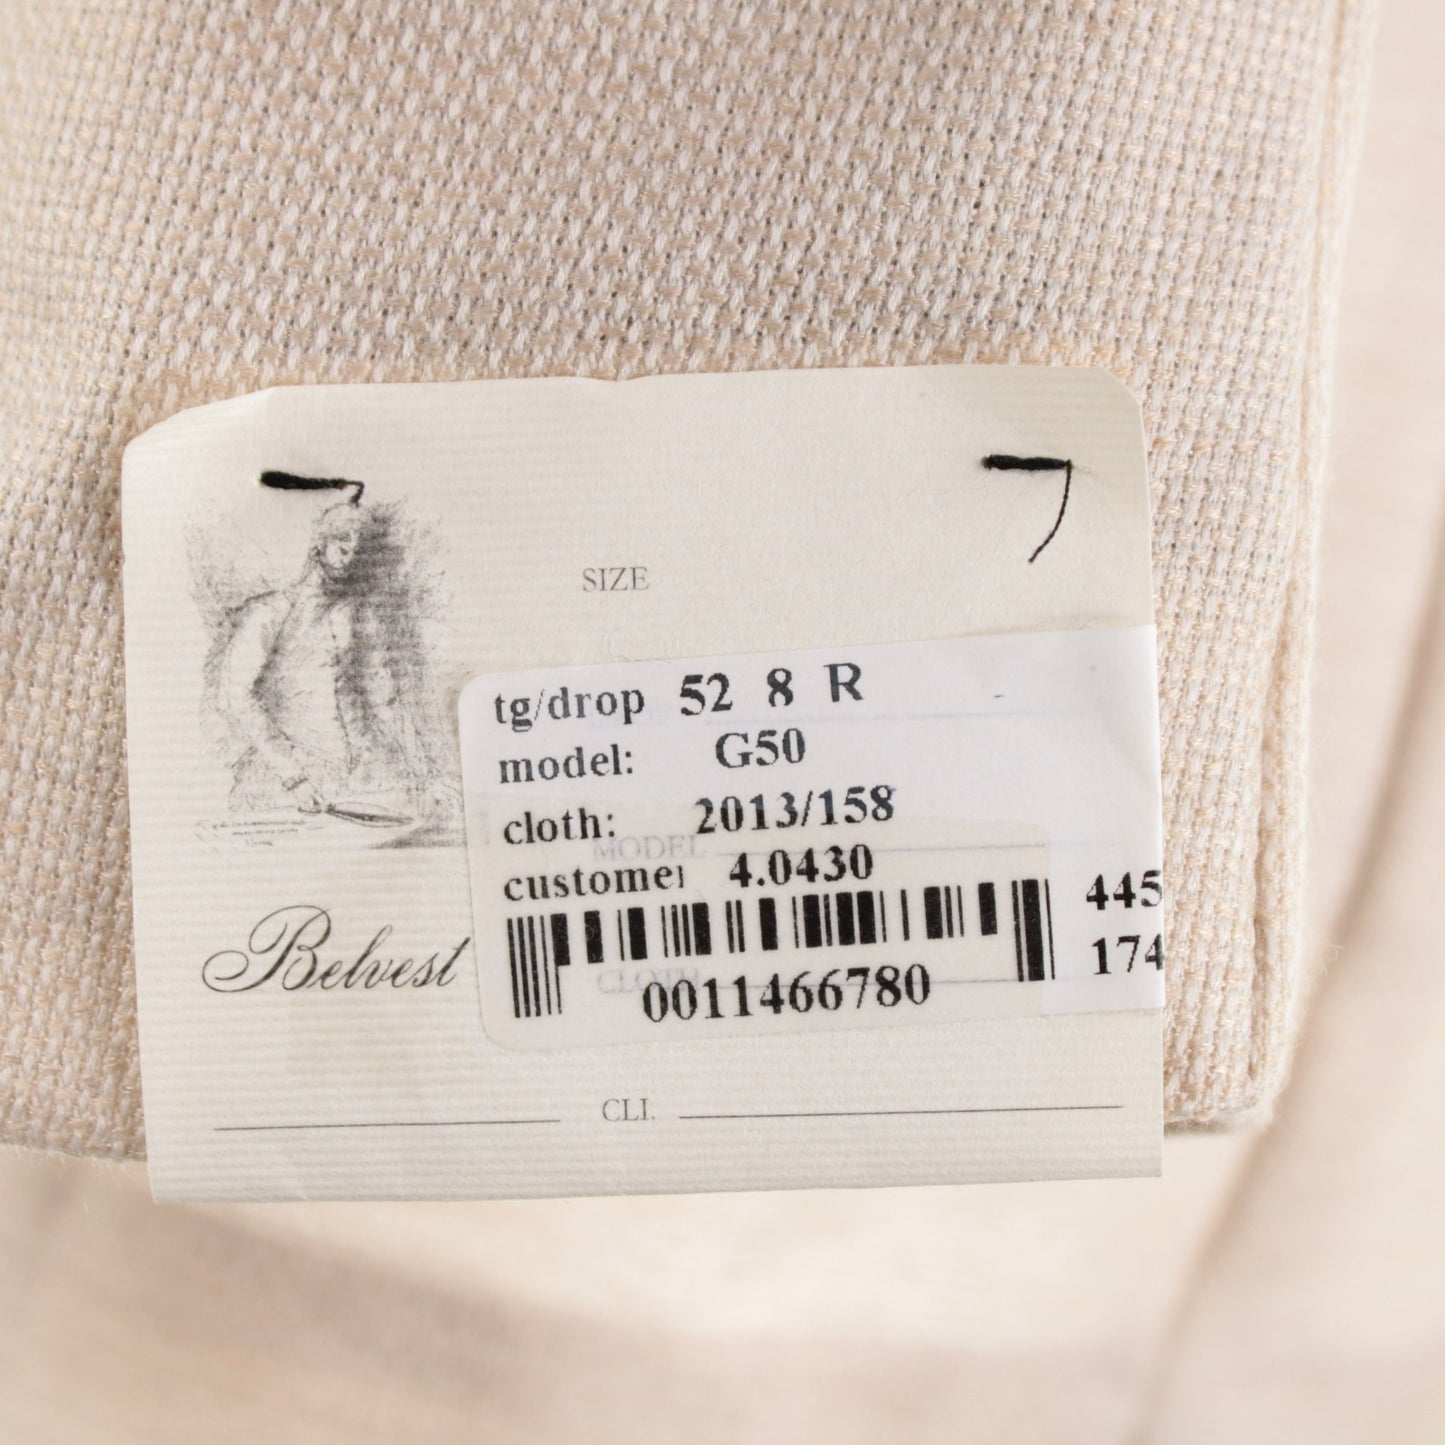 SIZE
tg/drop 52 8 R
model: G50
cloth: 2013/158
MODEL
customer 4.0430
445
174
CLOTH
0011466780
Belvest
CLI.